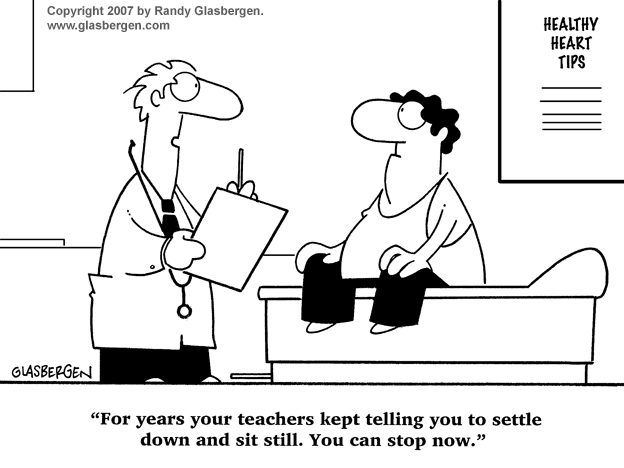 Copyright 2007 by Randy Glasbergen.
www.glasbergen.com
HEALTHY
HEART
TIPS
GLASBERGEN
“For years your teachers kept telling you to settle
down and sit still. You can stop now.”